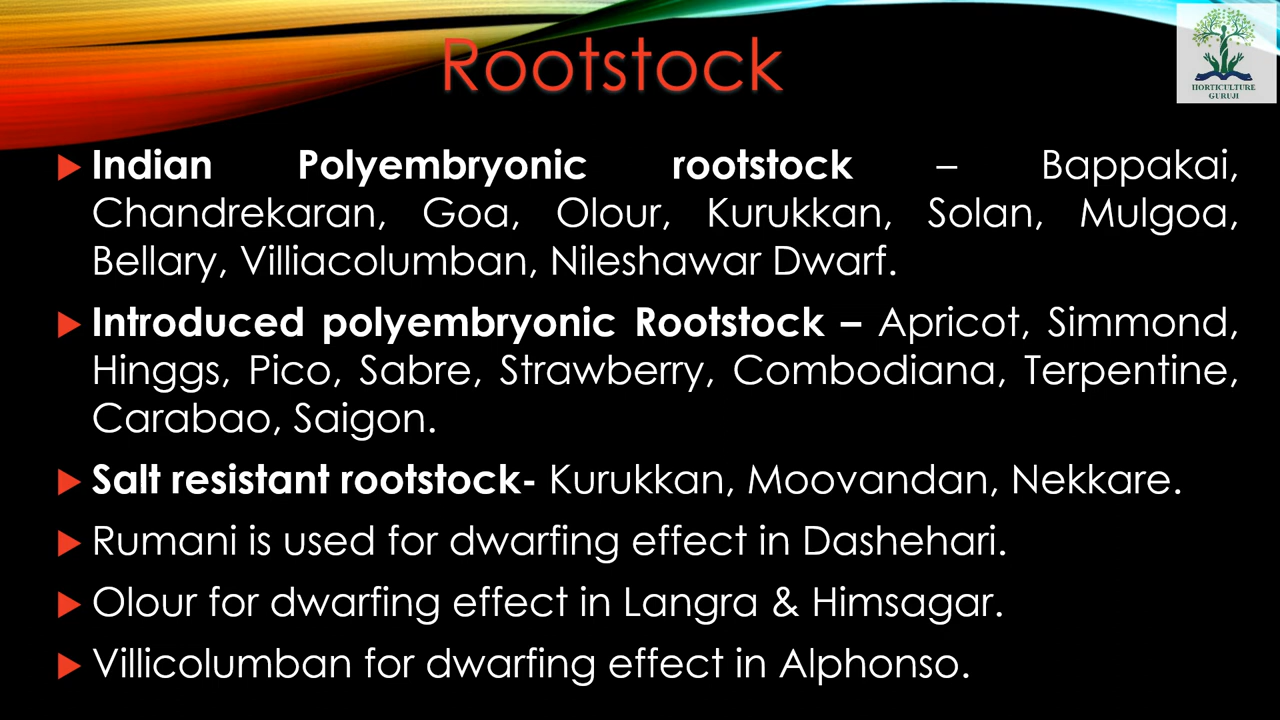 Rootstock
HORTICULTURE
GURUJI
Indian Polyembryonic rootstock – Bappakai,
Chandrekaran, Goa, Olour, Kurukkan, Solan, Mulgoa,
Bellary, Villiacolumban, Nileshawar Dwarf.
Introduced polyembryonic Rootstock – Apricot, Simmond,
Hinggs, Pico, Sabre, Strawberry, Combodiana, Terpentine,
Carabao, Saigon.
Salt resistant rootstock- Kurukkan, Moovandan, Nekkare.
Rumani is used for dwarfing effect in Dashehari.
Olour for dwarfing effect in Langra & Himsagar.
Villicolumban for dwarfing effect in Alphonso.